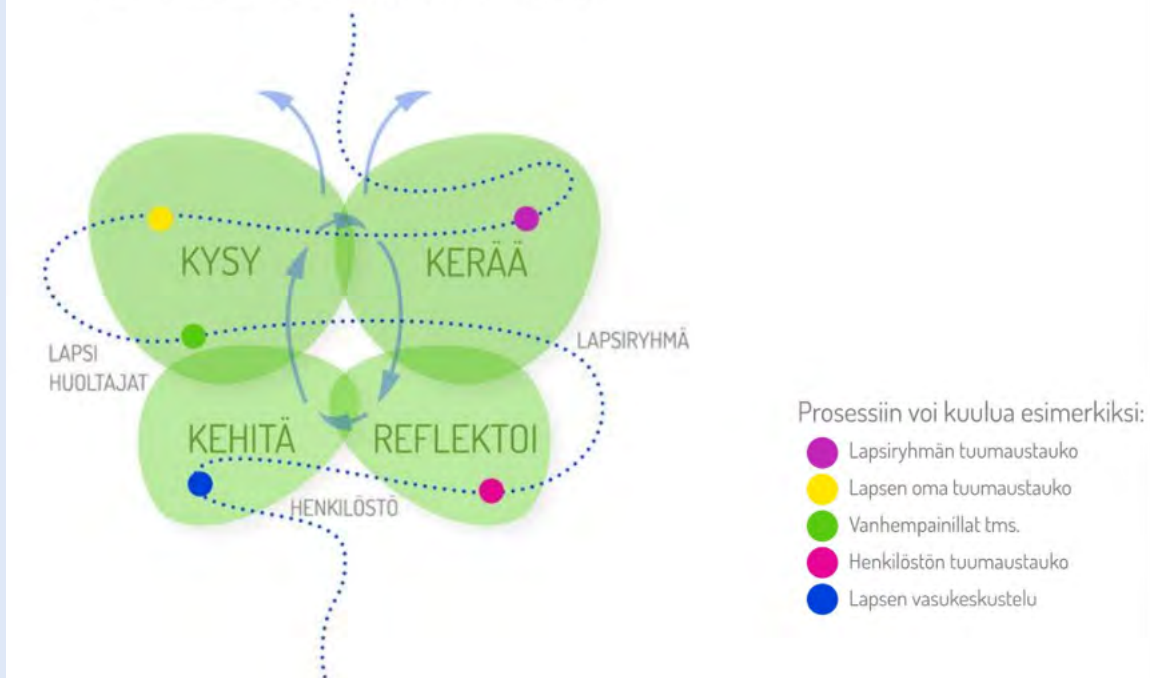 KYSY
KERÄÄ
LAPSI
HUOLTAJAT
LAPSIRYHMÄ
KEHITÄ
REFLEKTOI
HENKILÖSTÖ
Prosessiin voi kuulua esimerkiksi:
Lapsiryhmän tuumaustauko
Lapsen oma tuumaustauko
Vanhempainillat tms.
Henkilöstön tuumaustauko
Lapsen vasukeskustelu